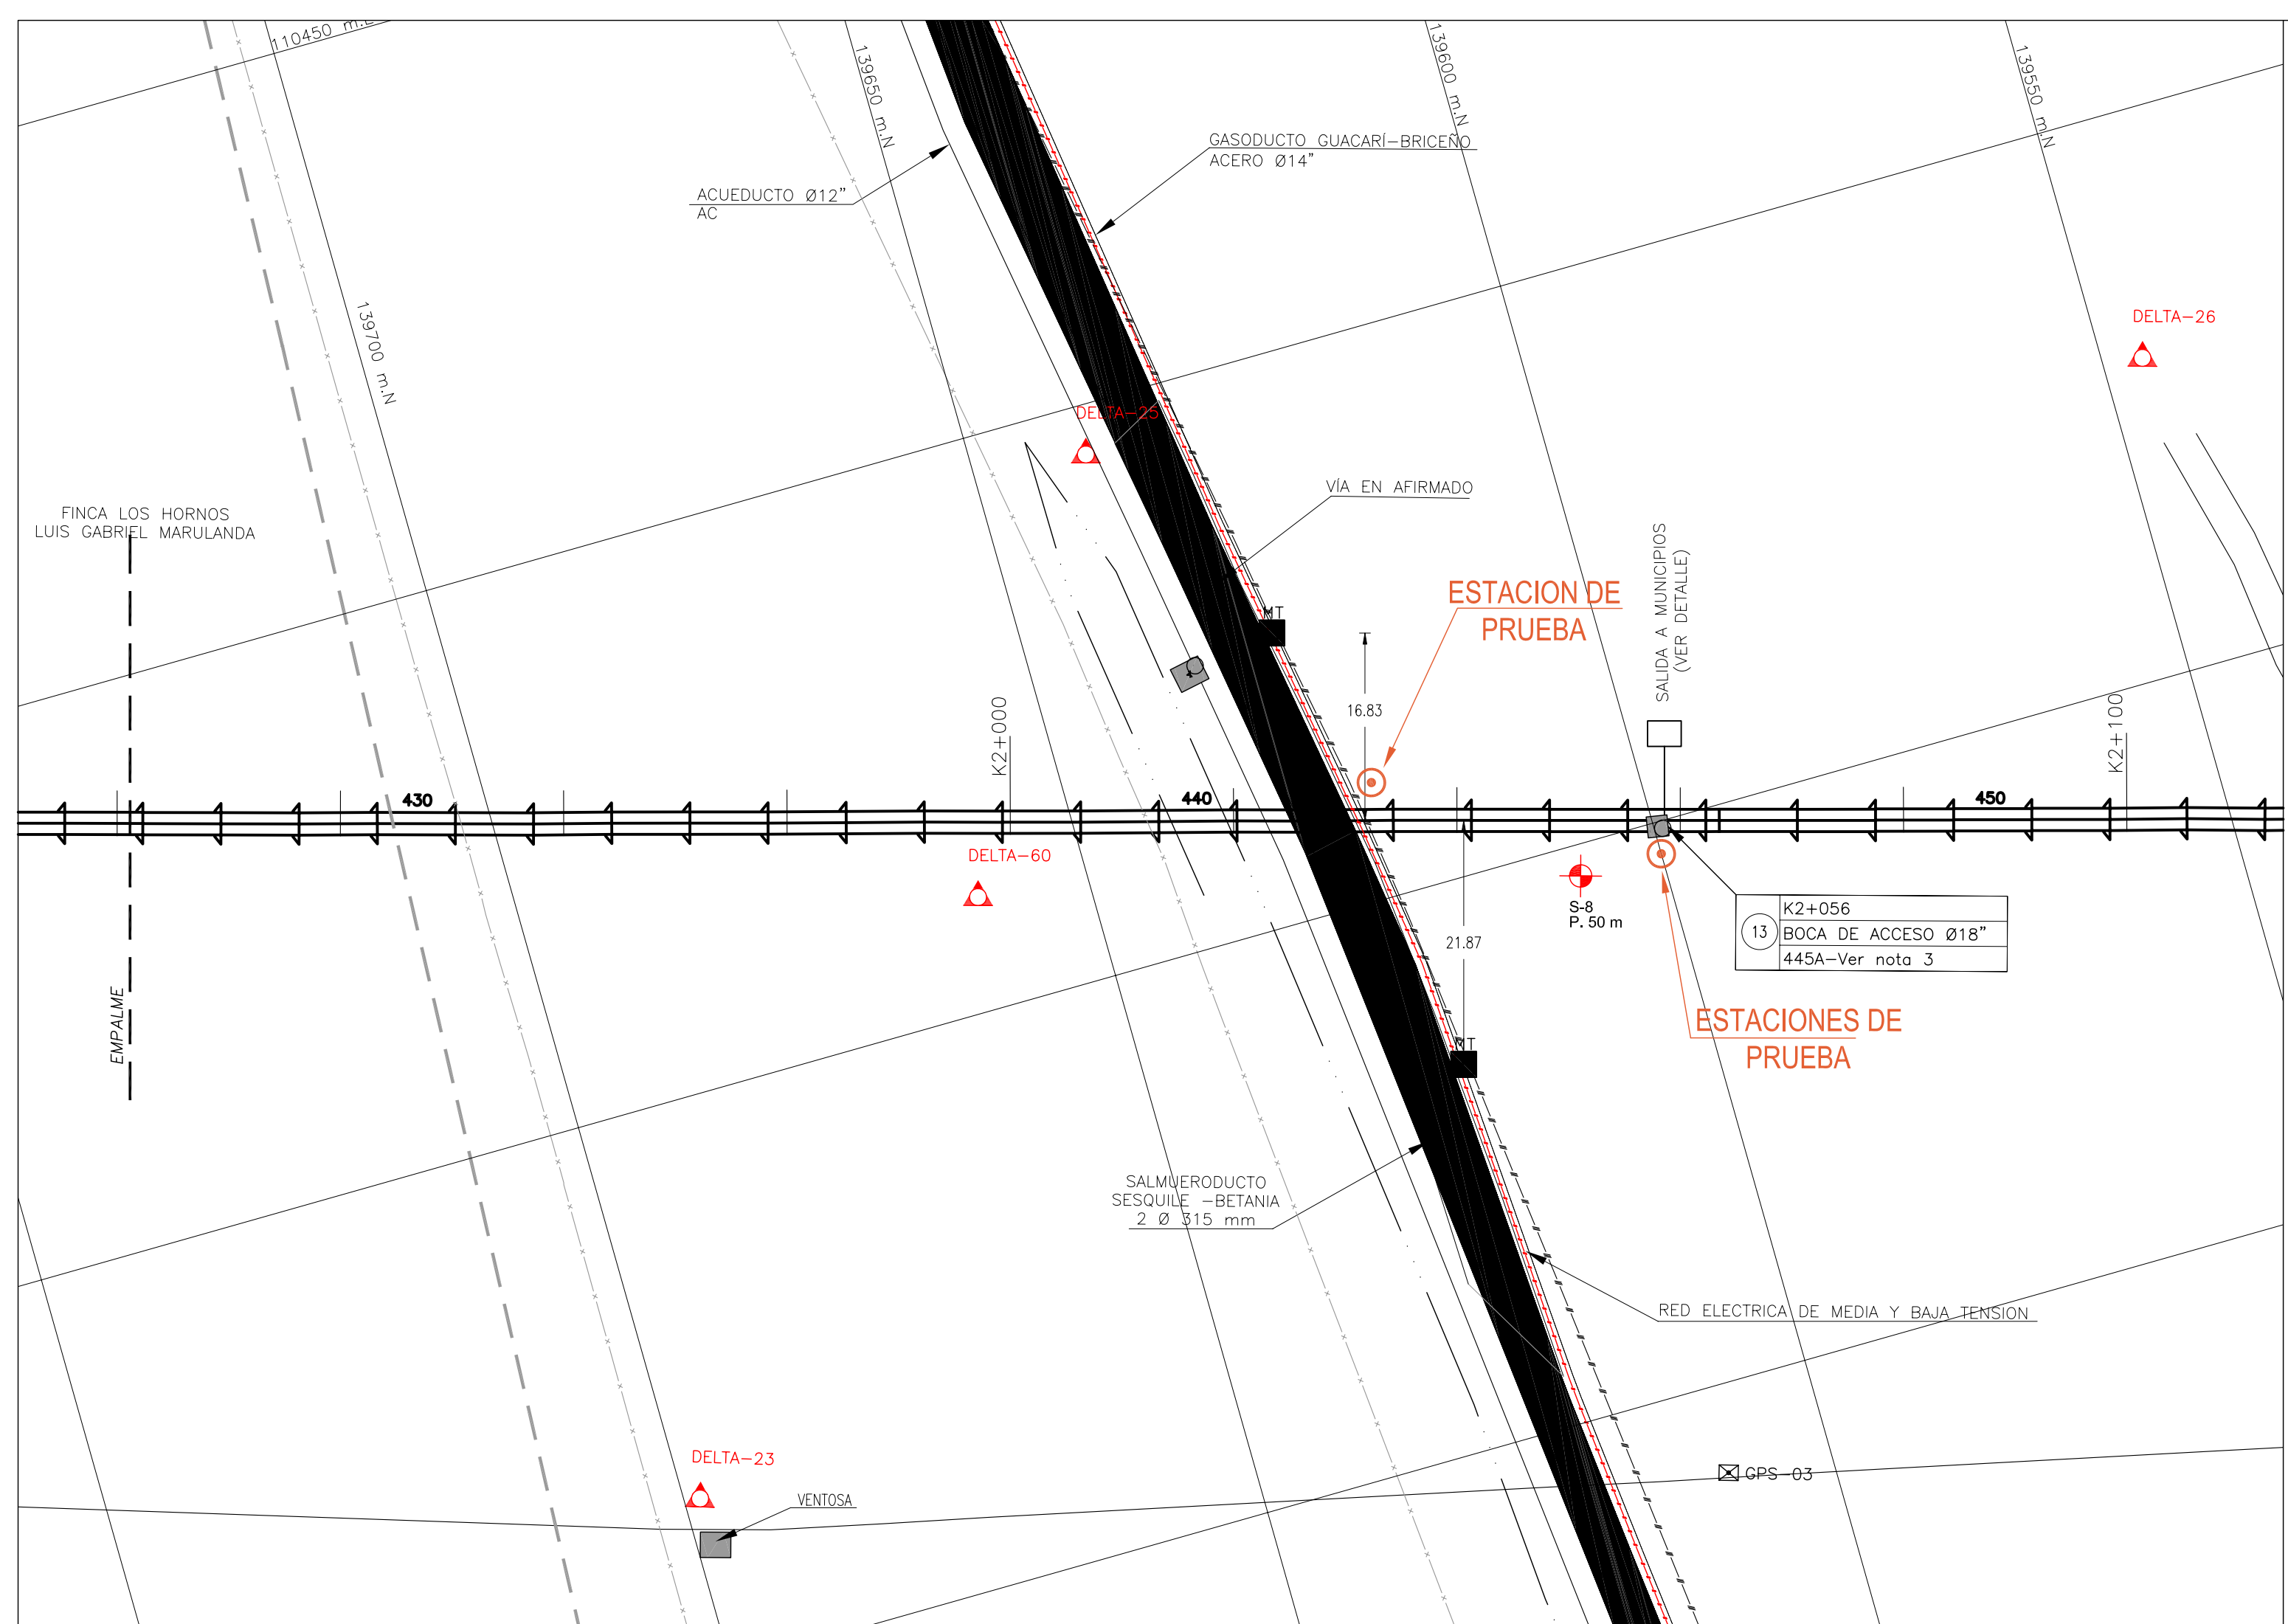 110450 m.E
139650 m.N
139600 m.N
139550 m.N
GASODUCTO GUACARÍ-BRICEÑO
ACERO Ø14"
ACUEDUCTO Ø12"
AC
139700 m.N
DELTA-26
DELTA-25
VÍA EN AFIRMADO
FINCA LOS HORNOS
LUIS GABRIEL MARULANDA
ESTACION DE
PRUEBA
SALIDA A MUNICIPIOS
(VER DETALLE)
MT
16.83
K2+000
K2+100
430
440
450
DELTA-60
S-8
P. 50 m
13
K2+056
BOCA DE ACCESO Ø18"
445A-Ver nota 3
21.87
EMPALME
ESTACIONES DE
PRUEBA
MT
SALMUERODUCTO
SESQUILE -BETANIA
2 Ø 315 mm
RED ELECTRICA DE MEDIA Y BAJA TENSION
DELTA-23
VENTOSA
GPS-03